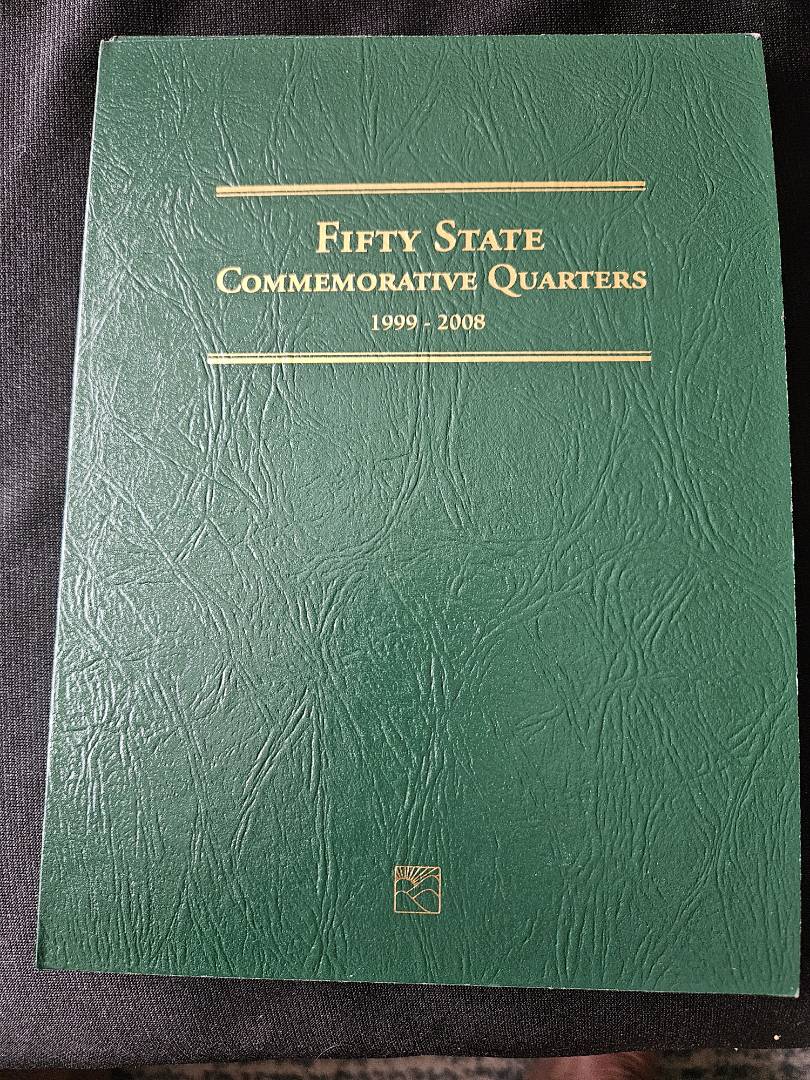 Fifty State
Commemorative Quarters
1999 - 2008